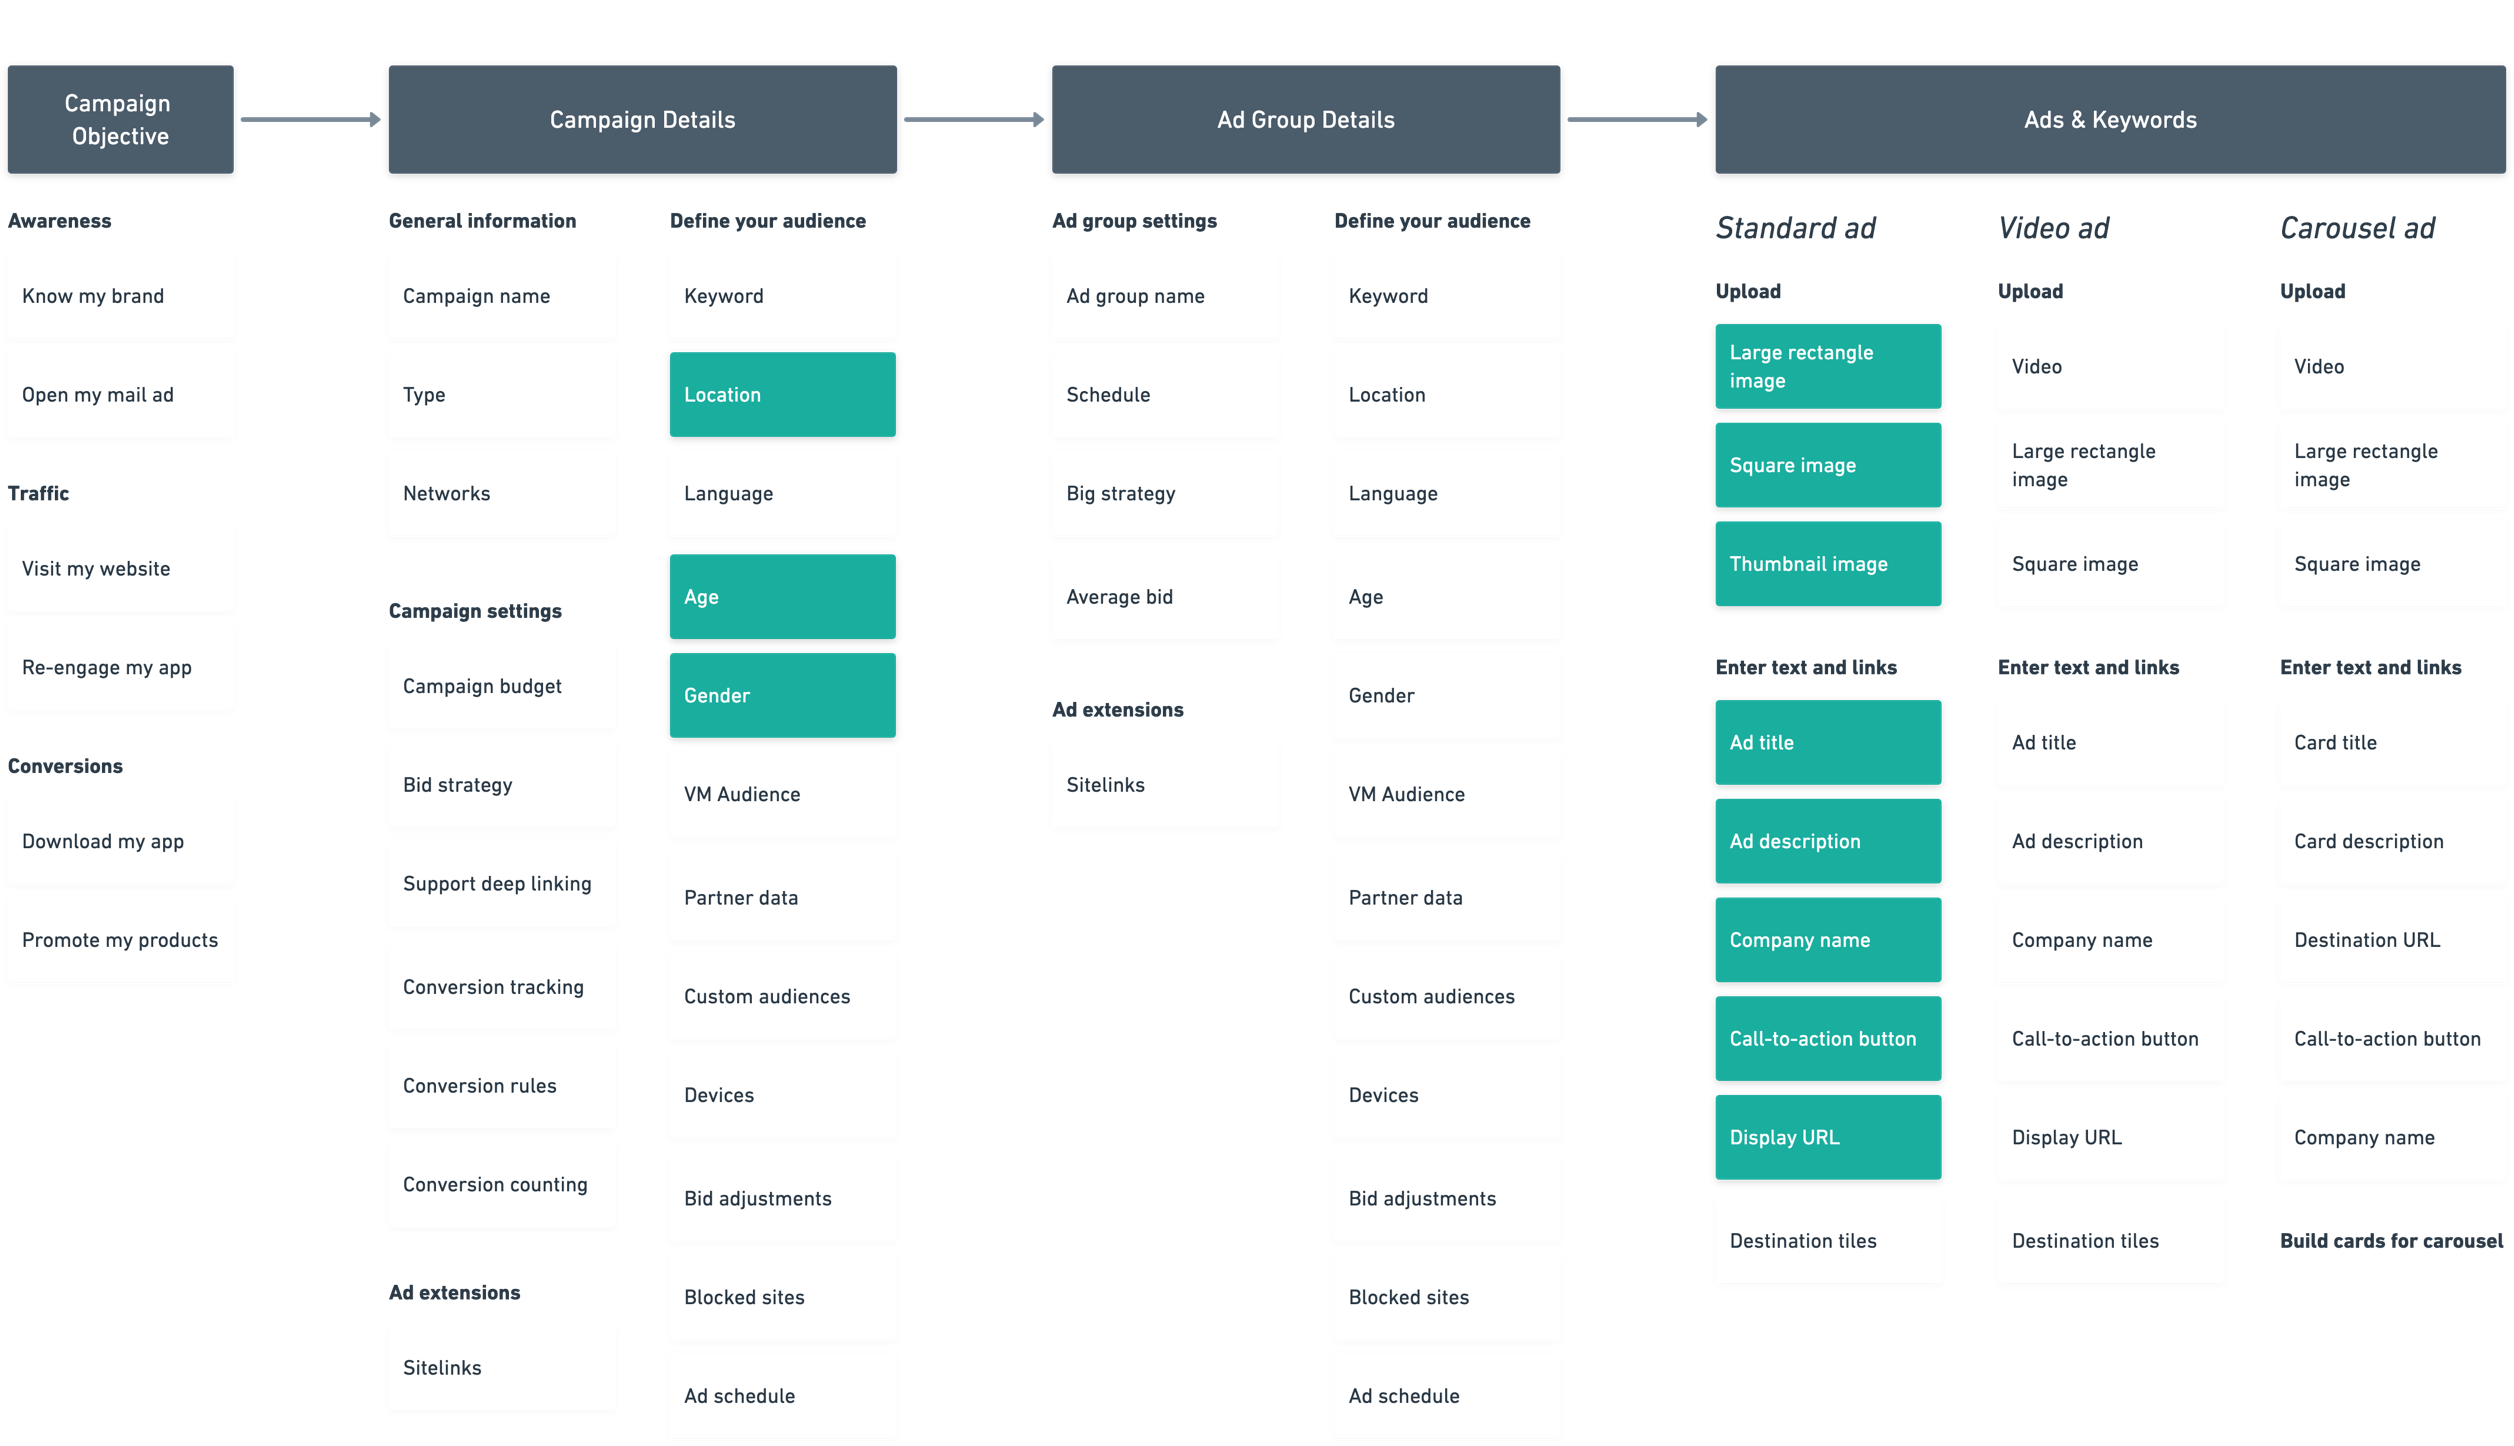 Campaign
Objective
Campaign Details
Ad Group Details
Ads & Keywords
Awareness
Know my brand
Open my mail ad
Traffic
Visit my website
Re-engage my app
Conversions
Download my app
Promote my products
General information
Campaign name
Type
Networks
Campaign settings
Campaign budget
Bid strategy
Support deep linking
Conversion tracking
Conversion rules
Conversion counting
Ad extensions
Sitelinks
Define your audience
Keyword
Location
Language
Age
Gender
VM Audience
Partner data
Custom audiences
Devices
Bid adjustments
Blocked sites
Ad schedule
Ad group settings
Ad group name
Schedule
Big strategy
Average bid
Ad extensions
Sitelinks
Define your audience
Keyword
Location
Language
Age
Gender
VM Audience
Partner data
Custom audiences
Devices
Bid adjustments
Blocked sites
Ad schedule
Standard ad
Upload
Large rectangle
image
Square image
Thumbnail image
Enter text and links
Ad title
Ad description
Company name
Call-to-action button
Display URL
Destination tiles
Video ad
Upload
Video
Large rectangle
image
Square image
Enter text and links
Ad title
Ad description
Company name
Call-to-action button
Display URL
Destination tiles
Carousel ad
Upload
Video
Large rectangle
image
Square image
Enter text and links
Card title
Card description
Destination URL
Call-to-action button
Company name
Build cards for carousel